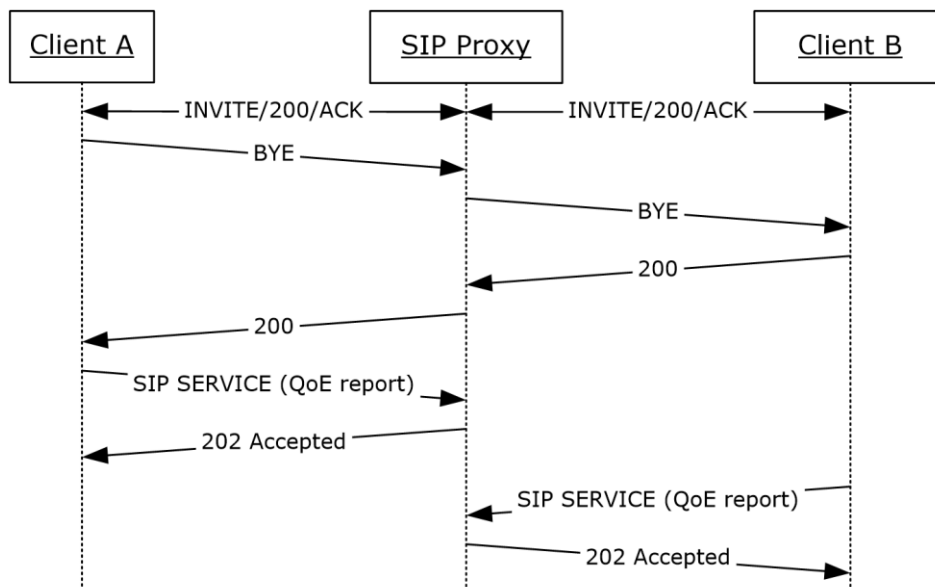 Client A
SIP Proxy
Client B
INVITE/200/ACK
INVITE/200/ACK
BYE
BYE
200
200
SIP SERVICE (QoE report)
202 Accepted
SIP SERVICE (QoE report)
202 Accepted